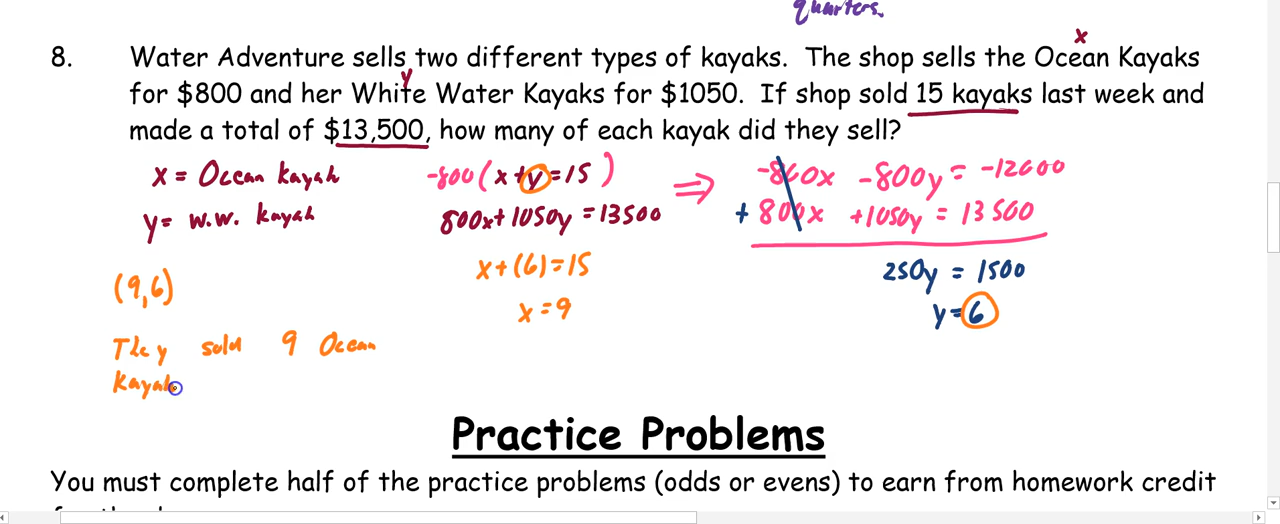 quarters.
x
8. Water Adventure sells two different types of kayaks. The shop sells the Ocean Kayaks
y
for $800 and her White Water Kayaks for $1050. If shop sold 15 kayaks last week and
made a total of $13,500, how many of each kayak did they sell?
x = Ocean kayak
y = w.w. kayak
-800(x+y=15)
800x+1050y=13500
⇒
-800x -800y = -12000
+ 800x +1050y = 13500
250y = 1500
y=6
x+(6)=15
x=9
(9,6)
They sold 9 Ocean
Kayak
Practice Problems
You must complete half of the practice problems (odds or evens) to earn from homework credit